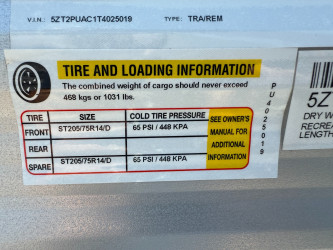 V.I.N.: 5ZT2PUAC1T4025019 TYPE: TRA/REM
TIRE AND LOADING INFORMATION
The combined weight of cargo should never exceed
468 kgs or 1031 lbs.
TIRE SIZE COLD TIRE PRESSURE
FRONT ST205/75R14/D 65 PSI / 448 KPA
REAR
SPARE ST205/75R14/D 65 PSI / 448 KPA
SEE OWNER'S
MANUAL FOR
ADDITIONAL
INFORMATION
PU4025019
5Z
DRY W
RECREA
LENGTH